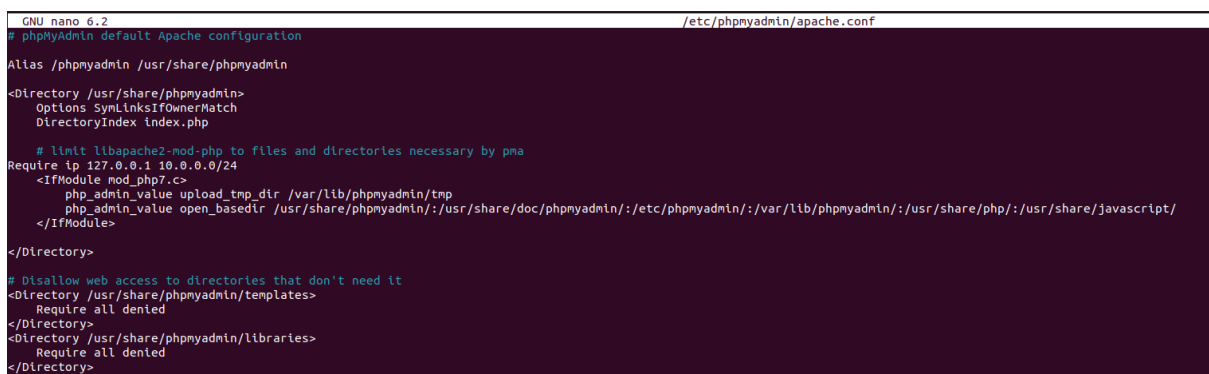 GNU nano 6.2 /etc/phpmyadmin/apache.conf
# phpMyAdmin default Apache configuration
Alias /phpmyadmin /usr/share/phpmyadmin
<Directory /usr/share/phpmyadmin>
    Options SymLinksIfOwnerMatch
    DirectoryIndex index.php
    # limit libapache2-mod-php to files and directories necessary by pma
Require ip 127.0.0.1 10.0.0.0/24
    <IfModule mod_php7.c>
        php_admin_value upload_tmp_dir /var/lib/phpmyadmin/tmp
        php_admin_value open_basedir /usr/share/phpmyadmin/:/usr/share/doc/phpmyadmin/:/etc/phpmyadmin/:/var/lib/phpmyadmin/:/usr/share/php/:/usr/share/javascript/
    </IfModule>
</Directory>
# Disallow web access to directories that don't need it
<Directory /usr/share/phpmyadmin/templates>
    Require all denied
</Directory>
<Directory /usr/share/phpmyadmin/libraries>
    Require all denied
</Directory>